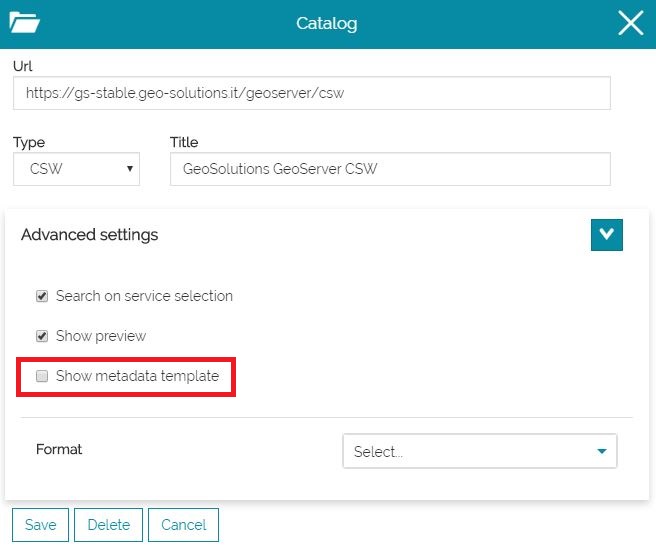 Catalog
Url
https://gs-stable.geo-solutions.it/geoserver/csw
Type Title
CSW GeoSolutions GeoServer CSW
Advanced settings
Search on service selection
Show preview
Show metadada template
Format Select...
Save Delete Cancel